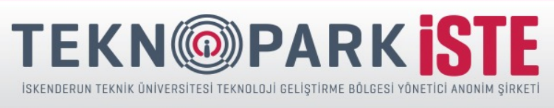 TEKNOPARK İSTE
İSKENDERUN TEKNİK ÜNİVERSİTESİ TEKNOLOJİ GELİŞTİRME BÖLGESİ YÖNETİCİ ANONİM ŞİRKETİ